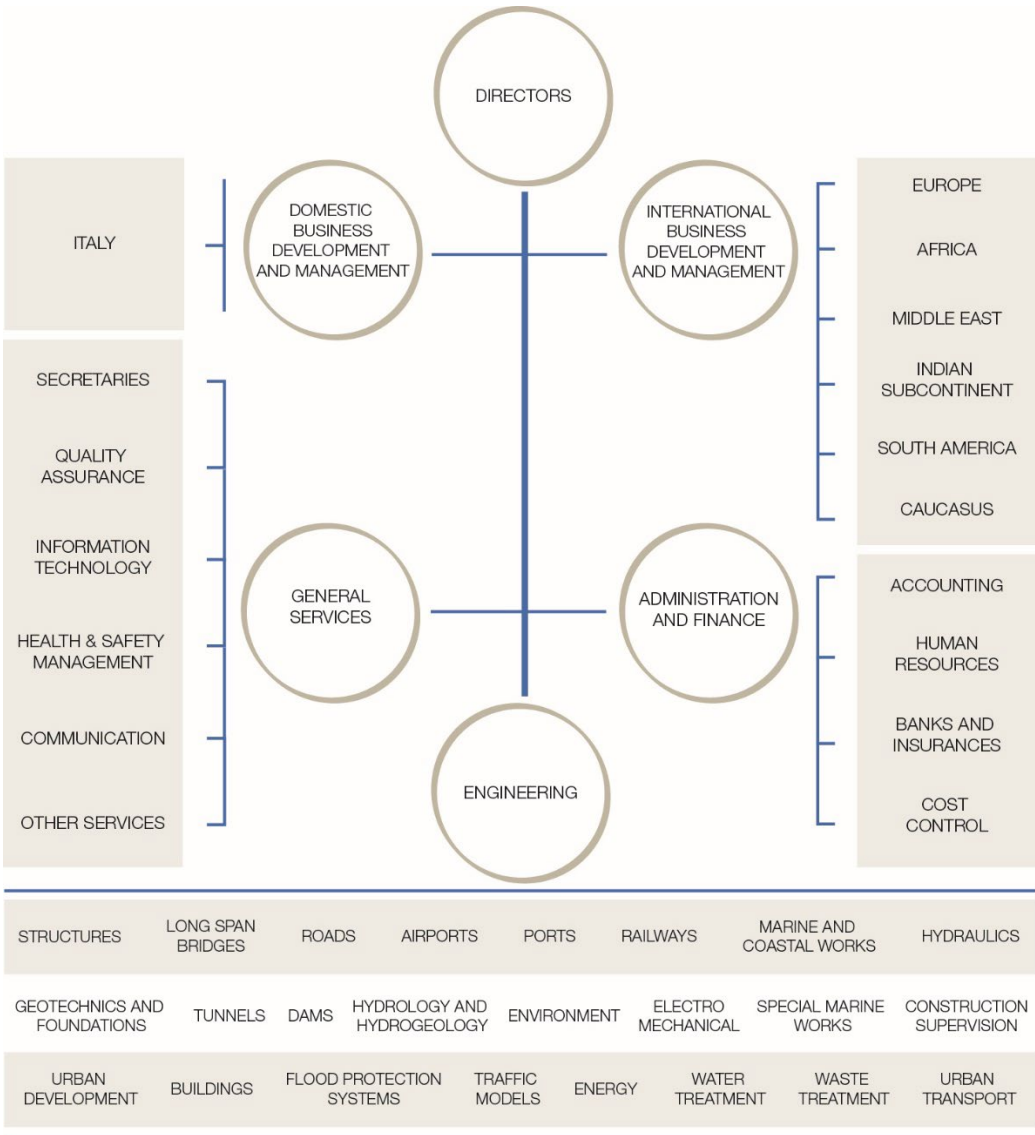 DIRECTORS
DOMESTIC
BUSINESS
DEVELOPMENT
AND MANAGEMENT
INTERNATIONAL
BUSINESS
DEVELOPMENT
AND MANAGEMENT
ITALY
EUROPE
AFRICA
MIDDLE EAST
INDIAN
SUBCONTINENT
SOUTH AMERICA
CAUCASUS
SECRETARIES
QUALITY
ASSURANCE
INFORMATION
TECHNOLOGY
HEALTH & SAFETY
MANAGEMENT
COMMUNICATION
OTHER SERVICES
GENERAL
SERVICES
ADMINISTRATION
AND FINANCE
ACCOUNTING
HUMAN
RESOURCES
BANKS AND
INSURANCES
COST
CONTROL
ENGINEERING
STRUCTURES
LONG SPAN
BRIDGES
ROADS
AIRPORTS
PORTS
RAILWAYS
MARINE AND
COASTAL WORKS
HYDRAULICS
GEOTECHNICS AND
FOUNDATIONS
TUNNELS
DAMS
HYDROLOGY AND
HYDROGEOLOGY
ENVIRONMENT
ELECTRO
MECHANICAL
SPECIAL MARINE
WORKS
CONSTRUCTION
SUPERVISION
URBAN
DEVELOPMENT
BUILDINGS
FLOOD PROTECTION
SYSTEMS
TRAFFIC
MODELS
ENERGY
WATER
TREATMENT
WASTE
TREATMENT
URBAN
TRANSPORT